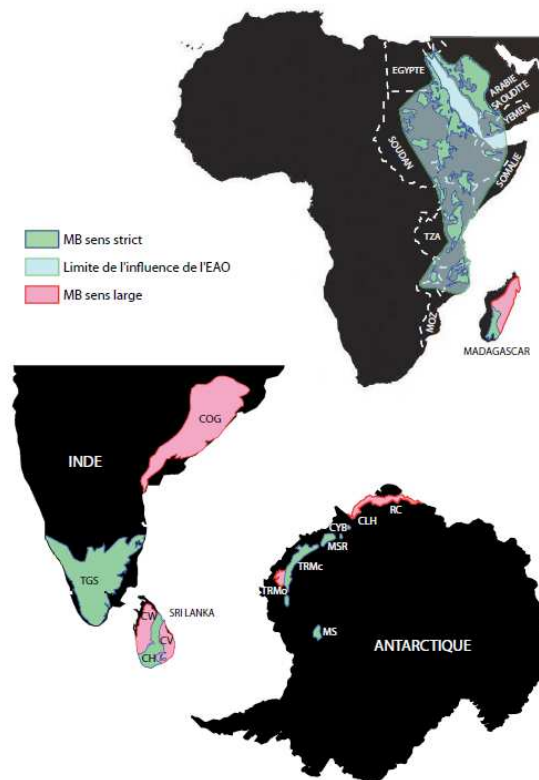 EGYPTE
ARABIE
SAOUDITE
YEMEN
SOUDAN
SOMALIE
TZA
MOZ
MADAGASCAR
MB sens strict
Limite de l'influence de l'EAO
MB sens large
COG
INDE
TGS
SRI LANKA
CW
CV
CH
RC
CLH
CYB
MSR
TRMc
TRMo
MS
ANTARCTIQUE